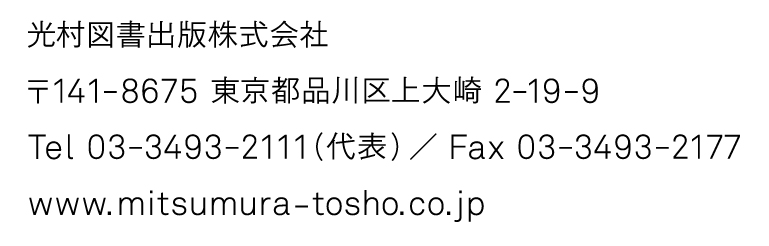 光村図書出版株式会社
〒141-8675 東京都品川区上大崎 2-19-9
Tel 03-3493-2111（代表）／ Fax 03-3493-2177
www.mitsumura-tosho.co.jp